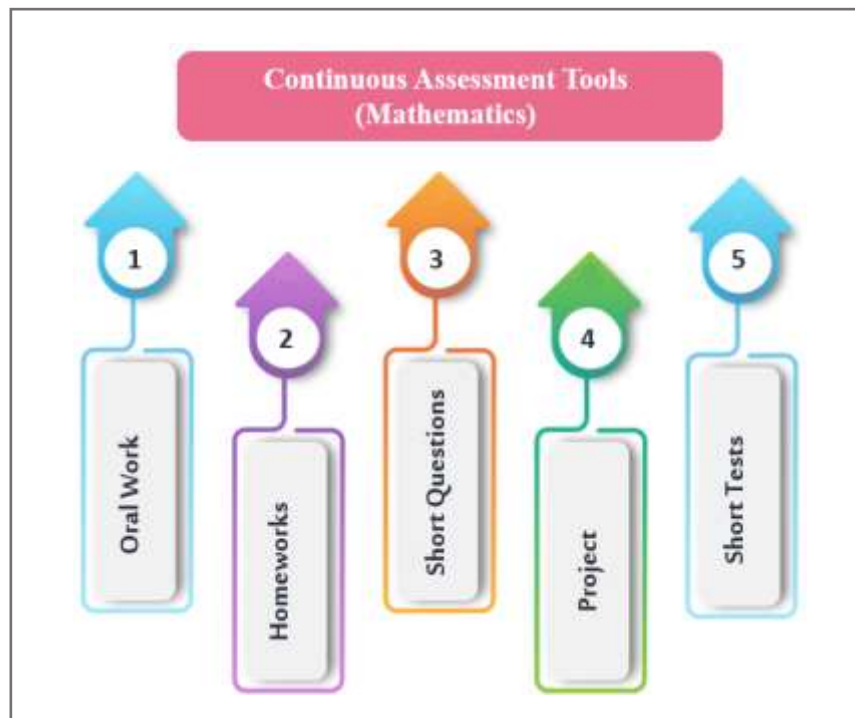 Continuous Assessment Tools
(Mathematics)
1
Oral Work
2
Homeworks
3
Short Questions
4
Project
5
Short Tests